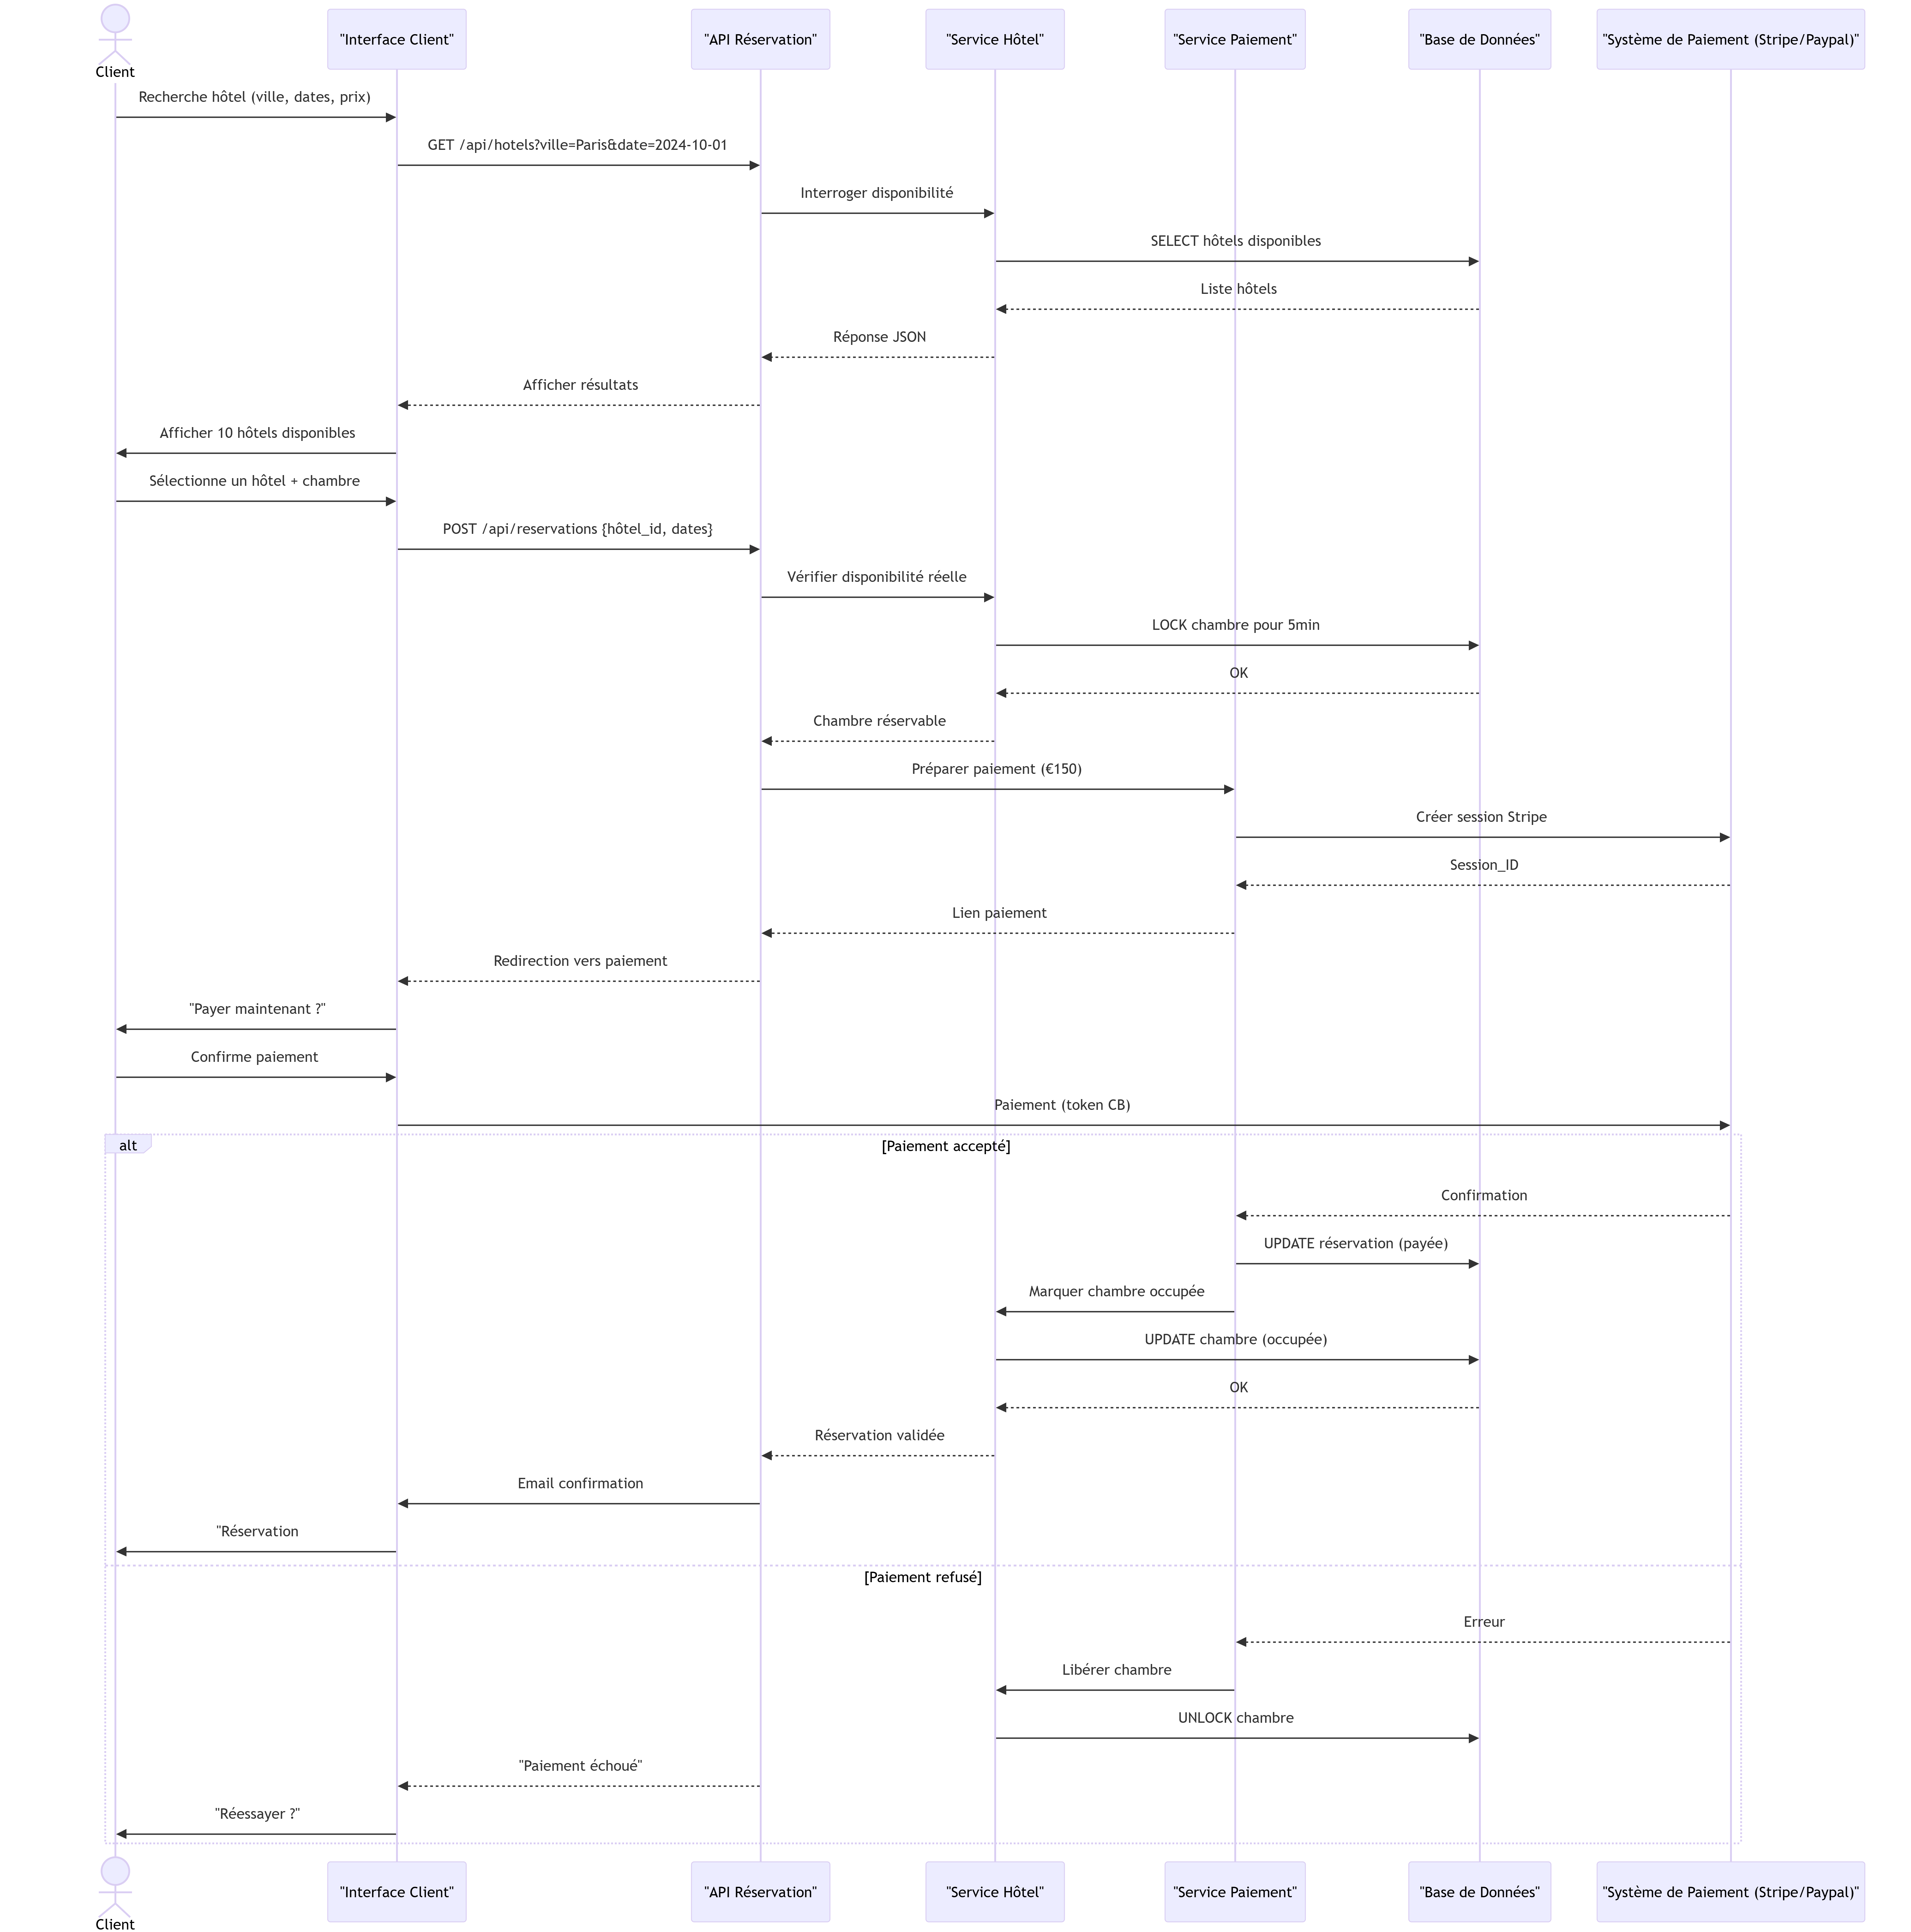 "Interface Client"
"API Réservation"
"Service Hôtel"
"Service Paiement"
"Base de Données"
"Système de Paiement (Stripe/Paypal)"
Client
Recherche hôtel (ville, dates, prix)
GET /api/hotels?ville=Paris&date=2024-10-01
Interroger disponibilité
SELECT hôtels disponibles
Liste hôtels
Réponse JSON
Afficher résultats
Afficher 10 hôtels disponibles
Sélectionne un hôtel + chambre
POST /api/reservations {hôtel_id, dates}
Vérifier disponibilité réelle
LOCK chambre pour 5min
OK
Chambre réservable
Préparer paiement (€150)
Créer session Stripe
Session_ID
Lien paiement
Redirection vers paiement
"Payer maintenant ?"
Confirme paiement
Paiement (token CB)
alt
[Paiement accepté]
Confirmation
UPDATE réservation (payée)
Marquer chambre occupée
UPDATE chambre (occupée)
OK
Réservation validée
Email confirmation
"Réservation
[Paiement refusé]
Erreur
Libérer chambre
UNLOCK chambre
"Paiement échoué"
"Réessayer ?"
"Interface Client"
"API Réservation"
"Service Hôtel"
"Service Paiement"
"Base de Données"
"Système de Paiement (Stripe/Paypal)"
Client